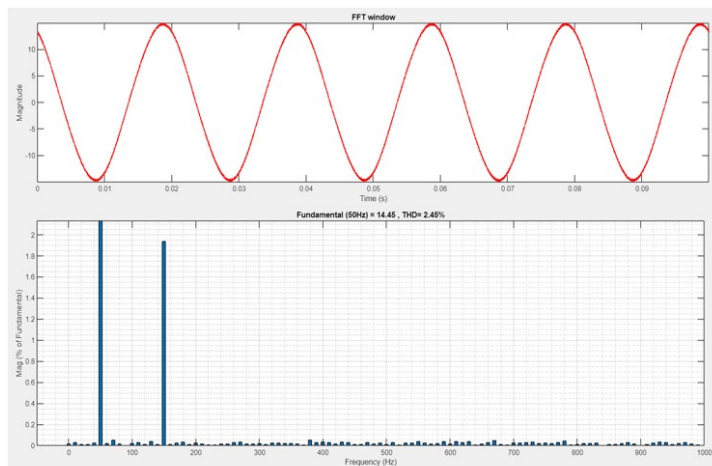 FFT window
10
5
0
-5
-10
Magnitude
0 0.01 0.02 0.03 0.04 0.05 0.06 0.07 0.08 0.09
Time (s)
Fundamental (50Hz) = 14.45 , THD= 2.45%
2
1.8
1.6
1.4
1.2
1
0.8
0.6
0.4
0.2
0
Mag (% of Fundamental)
0 100 200 300 400 500 600 700 800 900 1000
Frequency (Hz)